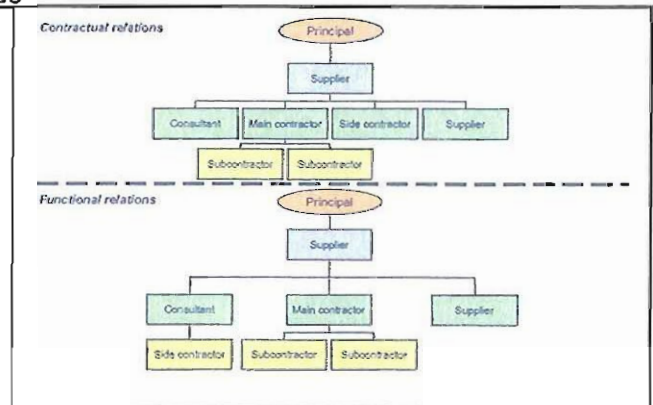 Contractual relations
Principal
Supplier
Consultant Main contractor Side contractor Supplier
Subcontractor Subcontractor
Functional relations
Principal
Supplier
Consultant Main contractor Supplier
Side contractor Subcontractor Subcontractor